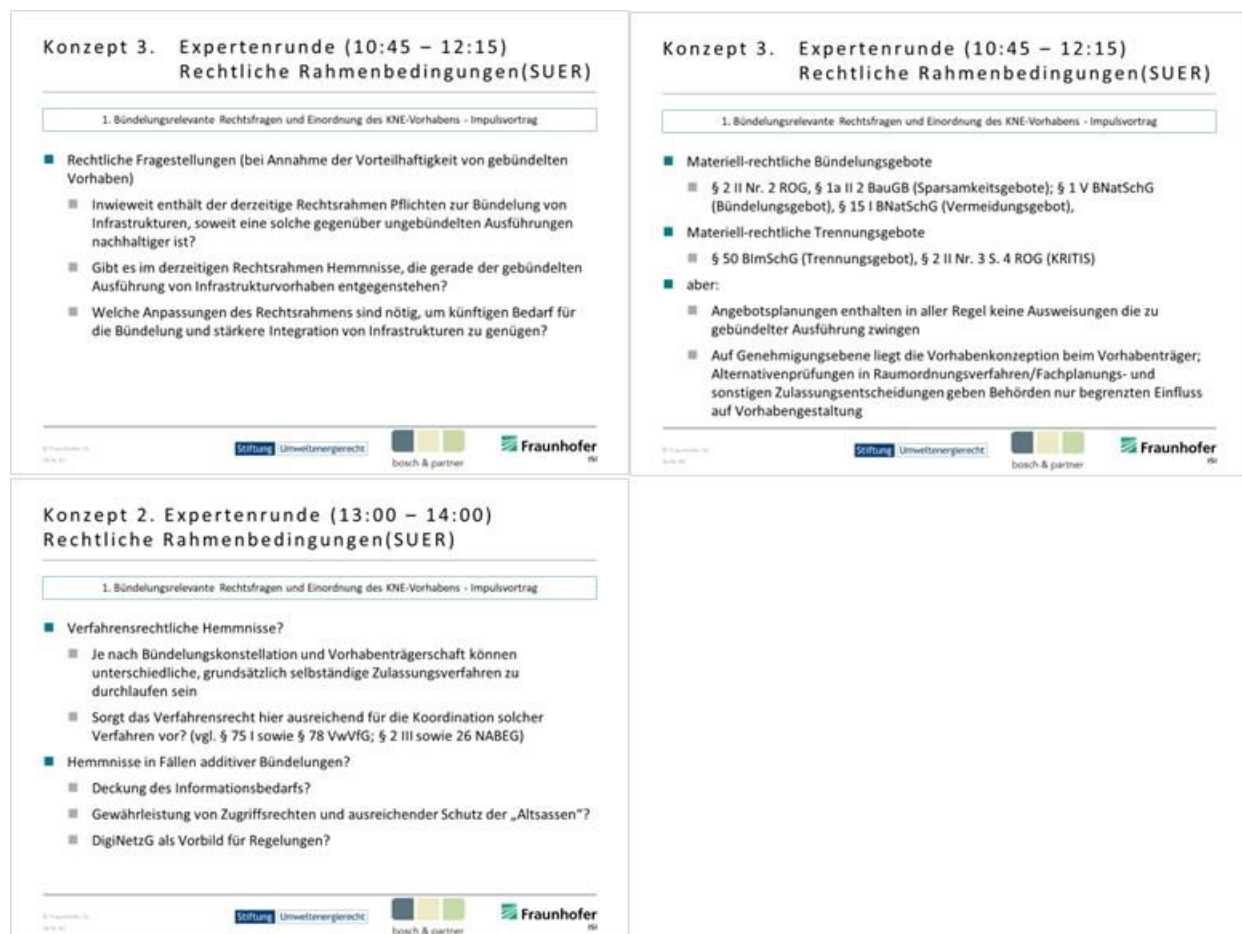 Konzept 3. Expertenrunde (10:45 – 12:15)
Rechtliche Rahmenbedingungen(SUER)
1. Bündelungsrelevante Rechtsfragen und Einordnung des KNE-Vorhabens - Impulsvortrag
Rechtliche Fragestellungen (bei Annahme der Vorteilhaftigkeit von gebündelten
Vorhaben)
Inwieweit enthält der derzeitige Rechtsrahmen Pflichten zur Bündelung von
Infrastrukturen, soweit eine solche gegenüber ungebündelten Ausführungen
nachhaltiger ist?
Gibt es im derzeitigen Rechtsrahmen Hemmnisse, die gerade der gebündelten
Ausführung von Infrastrukturvorhaben entgegenstehen?
Welche Anpassungen des Rechtsrahmens sind nötig, um künftigen Bedarf für
die Bündelung und stärkere Integration von Infrastrukturen zu genügen?
Stiftung Umweltenergierecht
bosch & partner
Fraunhofer
ISI
Konzept 3. Expertenrunde (10:45 – 12:15)
Rechtliche Rahmenbedingungen(SUER)
1. Bündelungsrelevante Rechtsfragen und Einordnung des KNE-Vorhabens - Impulsvortrag
Materiell-rechtliche Bündelungsgebote
§ 2 II Nr. 2 ROG, § 1a II 2 BauGB (Sparsamkeitsgebote); § 1 V BNatSchG
(Bündelungsgebot), § 15 I BNatSchG (Vermeidungsgebot),
Materiell-rechtliche Trennungsgebote
§ 50 BImSchG (Trennungsgebot), § 2 II Nr. 3 S. 4 ROG (KRITIS)
aber:
Angebotsplanungen enthalten in aller Regel keine Ausweisungen die zu
gebündelter Ausführung zwingen
Auf Genehmigungsebene liegt die Vorhabenkonzeption beim Vorhabenträger;
Alternativenprüfungen in Raumordnungsverfahren/Fachplanungs- und
sonstigen Zulassungsentscheidungen geben Behörden nur begrenzten Einfluss
auf Vorhabengestaltung
Stiftung Umweltenergierecht
bosch & partner
Fraunhofer
ISI
Konzept 2. Expertenrunde (13:00 – 14:00)
Rechtliche Rahmenbedingungen(SUER)
1. Bündelungsrelevante Rechtsfragen und Einordnung des KNE-Vorhabens - Impulsvortrag
Verfahrensrechtliche Hemmnisse?
Je nach Bündelungskonstellation und Vorhabenträgerschaft können
unterschiedliche, grundsätzlich selbständige Zulassungsverfahren zu
durchlaufen sein
Sorgt das Verfahrensrecht hier ausreichend für die Koordination solcher
Verfahren vor? (vgl. § 75 I sowie § 78 VwVfG; § 2 III sowie 26 NABEG)
Hemmnisse in Fällen additiver Bündelungen?
Deckung des Informationsbedarfs?
Gewährleistung von Zugriffsrechten und ausreichender Schutz der „Altsassen“?
DigiNetzG als Vorbild für Regelungen?
Stiftung Umweltenergierecht
bosch & partner
Fraunhofer
ISI